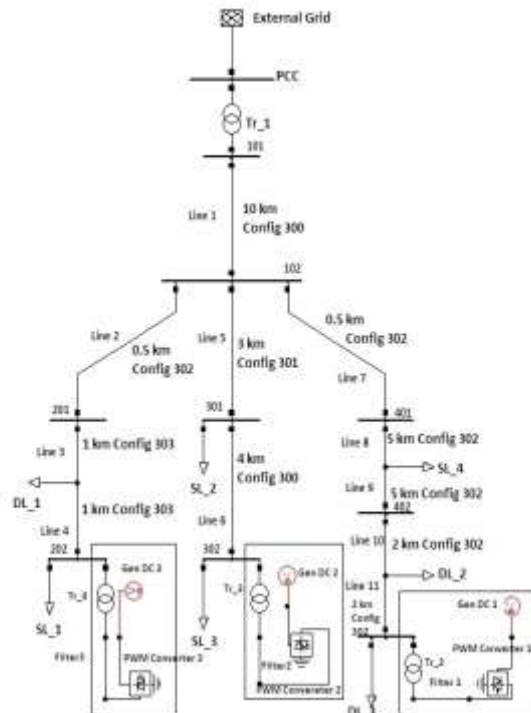 External Grid
PCC
Tr_1
101
Line 1
10 km
Config 300
102
Line 2
0.5 km
Config 302
Line 5
3 km
Config 301
0.5 km
Config 302
Line 7
201
301
401
Line 3
1 km Config 303
Line 8
5 km Config 302
4 km
Config 300
SL_2
SL_4
DL_1
Line 9
5 km Config 302
402
1 km Config 303
Line 4
Line 6
Line 10
2 km Config 302
202
302
Gen DC 3
Gen DC 2
DL_2
Line 11
2 km
Config
302
Gen DC 1
SL_1
SL_3
Filter3
PWM Converter 3
Filter2
PWM Converater 2
Tr_2
Filter 1
PWM Converter 1